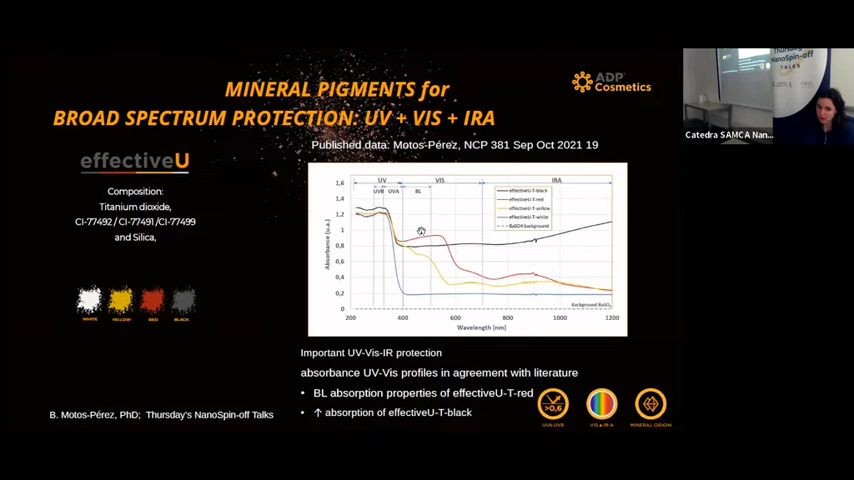 MINERAL PIGMENTS for
BROAD SPECTRUM PROTECTION: UV + VIS + IRA
ADP
Cosmetics
effectiveU
Composition:
Titanium dioxide,
CI-77492 / CI-77491 /CI-77499
and Silica,
WHITE
YELLOW
RED
BLACK
Published data: Motos-Pérez, NCP 381 Sep Oct 2021 19
UV
VIS
IRA
UVB
UVA
BL
effectiveU-T-black
effectiveU-T-red
effectiveU-T-yellow
effectiveU-T-white
BaSO4 background
Absorbance (u.a.)
1,6
1,4
1,2
1
0,8
0,6
0,4
0,2
0
Background BaSO4
200
400
600
800
1000
1200
Wavelength (nm)
Important UV-Vis-IR protection
absorbance UV-Vis profiles in agreement with literature
• BL absorption properties of effectiveU-T-red
• ↑ absorption of effectiveU-T-black
>0,6
UVA-UVB
VIS IR-A
MINERAL ORIGIN
B. Motos-Pérez, PhD; Thursday's NanoSpin-off Talks
Thursday
NanoSpin-off
TALKS
Catedra SAMCA Nan...